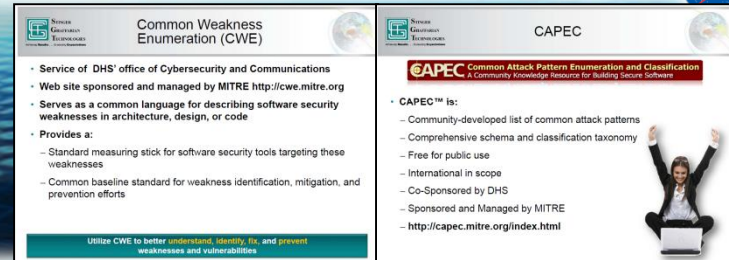 Stinger
Ghaffarian
Technologies
Common Weakness
Enumeration (CWE)
• Service of DHS' office of Cybersecurity and Communications
• Web site sponsored and managed by MITRE http://cwe.mitre.org
• Serves as a common language for describing software security
weaknesses in architecture, design, or code
• Provides a:
– Standard measuring stick for software security tools targeting these
weaknesses
– Common baseline standard for weakness identification, mitigation, and
prevention efforts
Utilize CWE to better understand, identify, fix, and prevent
weaknesses and vulnerabilities
Stinger
Ghaffarian
Technologies
CAPEC
CAPEC Common Attack Pattern Enumeration and Classification
A Community Knowledge Resource for Building Secure Software
• CAPEC™ is:
– Community-developed list of common attack patterns
– Comprehensive schema and classification taxonomy
– Free for public use
– International in scope
– Co-Sponsored by DHS
– Sponsored and Managed by MITRE
– http://capec.mitre.org/index.html